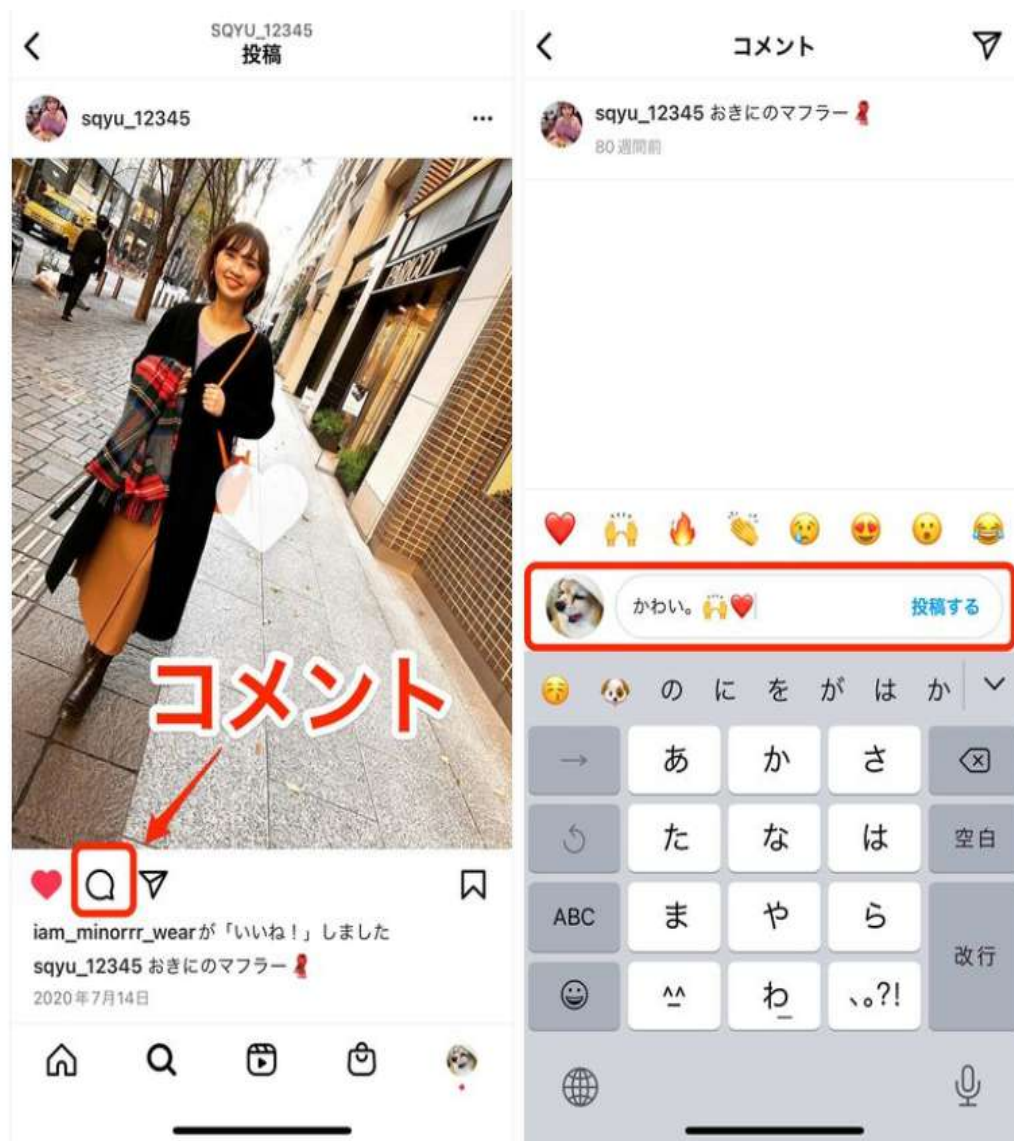 SQYU_12345
投稿
sqyu_12345
コメント
iam_minorrr_wearが「いいね！」しました
sqyu_12345 おきにのマフラー🧣
2020年7月14日
コメント
sqyu_12345 おきにのマフラー🧣
80週間前
❤️ 🙌 🔥 👏 😢 😍 😮 😂
かわい。🙌❤️ 投稿する
😚 🐶 の に を が は か
→ あ か さ
た な は 空白
ABC ま や ら
改行
😀 ^^ わ 、。?!